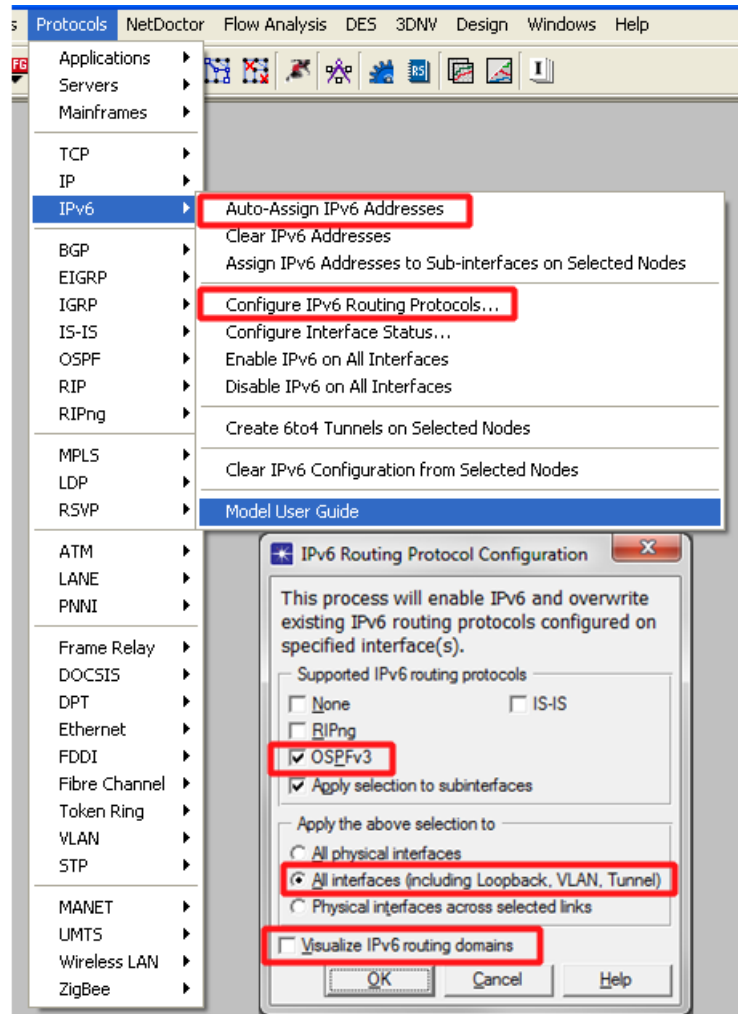 s Protocols NetDoctor Flow Analysis DES 3DNV Design Windows Help
FG
RS
I
Applications
Servers
Mainframes
TCP
IP
IPv6
BGP
EIGRP
IGRP
IS-IS
OSPF
RIP
RIPng
MPLS
LDP
RSVP
ATM
LANE
PNNI
Frame Relay
DOCSIS
DPT
Ethernet
FDDI
Fibre Channel
Token Ring
VLAN
STP
MANET
UMTS
Wireless LAN
ZigBee
Auto-Assign IPv6 Addresses
Clear IPv6 Addresses
Assign IPv6 Addresses to Sub-interfaces on Selected Nodes
Configure IPv6 Routing Protocols...
Configure Interface Status...
Enable IPv6 on All Interfaces
Disable IPv6 on All Interfaces
Create 6to4 Tunnels on Selected Nodes
Clear IPv6 Configuration from Selected Nodes
Model User Guide
IPv6 Routing Protocol Configuration
This process will enable IPv6 and overwrite
existing IPv6 routing protocols configured on
specified interface(s).
Supported IPv6 routing protocols
None IS-IS
RIPng
OSPFv3
Apply selection to subinterfaces
Apply the above selection to
All physical interfaces
All interfaces (including Loopback, VLAN, Tunnel)
Physical interfaces across selected links
Visualize IPv6 routing domains
OK Cancel Help